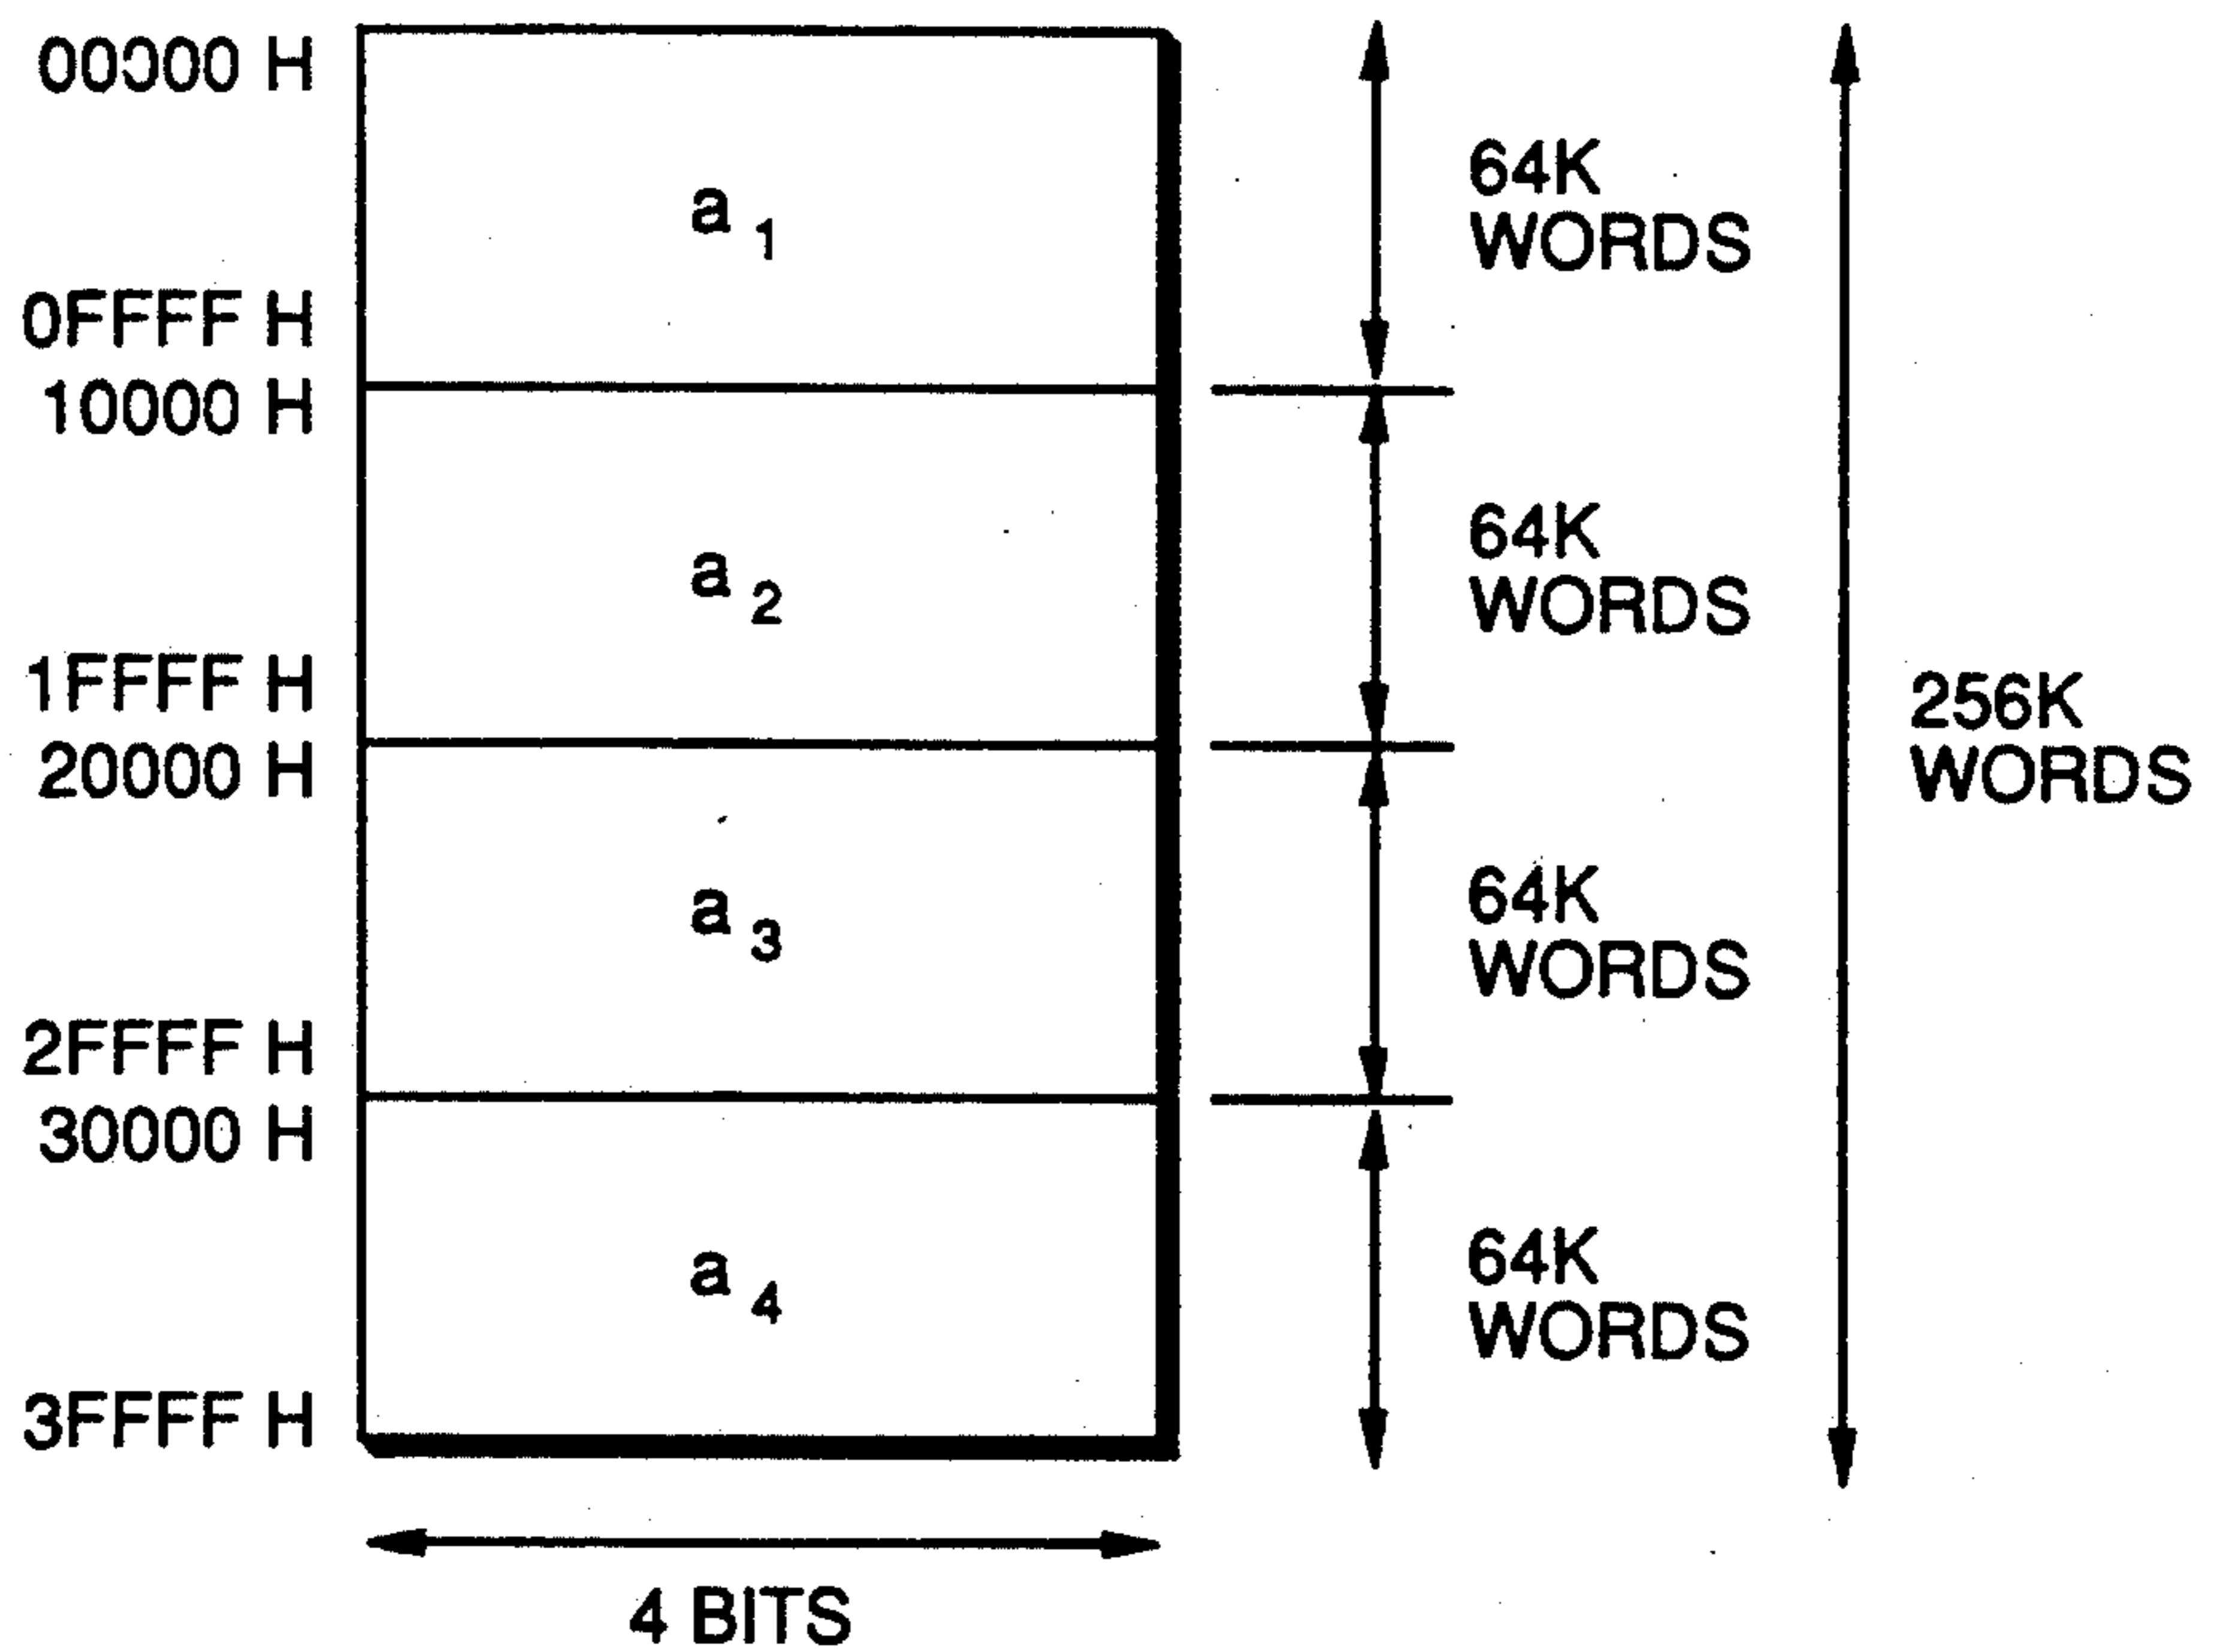 00000 H
a 1
64K
WORDS
0FFFF H
10000 H
a 2
64K
WORDS
1FFFF H
20000 H
256K
WORDS
a 3
64K
WORDS
2FFFF H
30000 H
a 4
64K
WORDS
3FFFF H
4 BITS